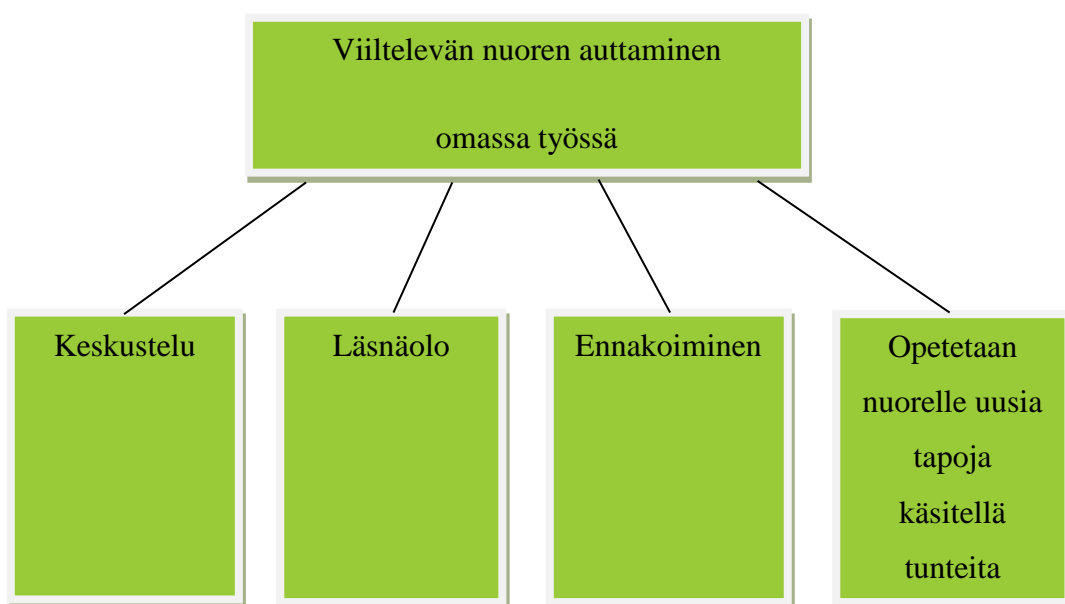 Viiltelevän nuoren auttaminen
omassa työssä
Keskustelu
Läsnäolo
Ennakoiminen
Opetetaan
nuorelle uusia
tapoja
käsitellä
tunteita